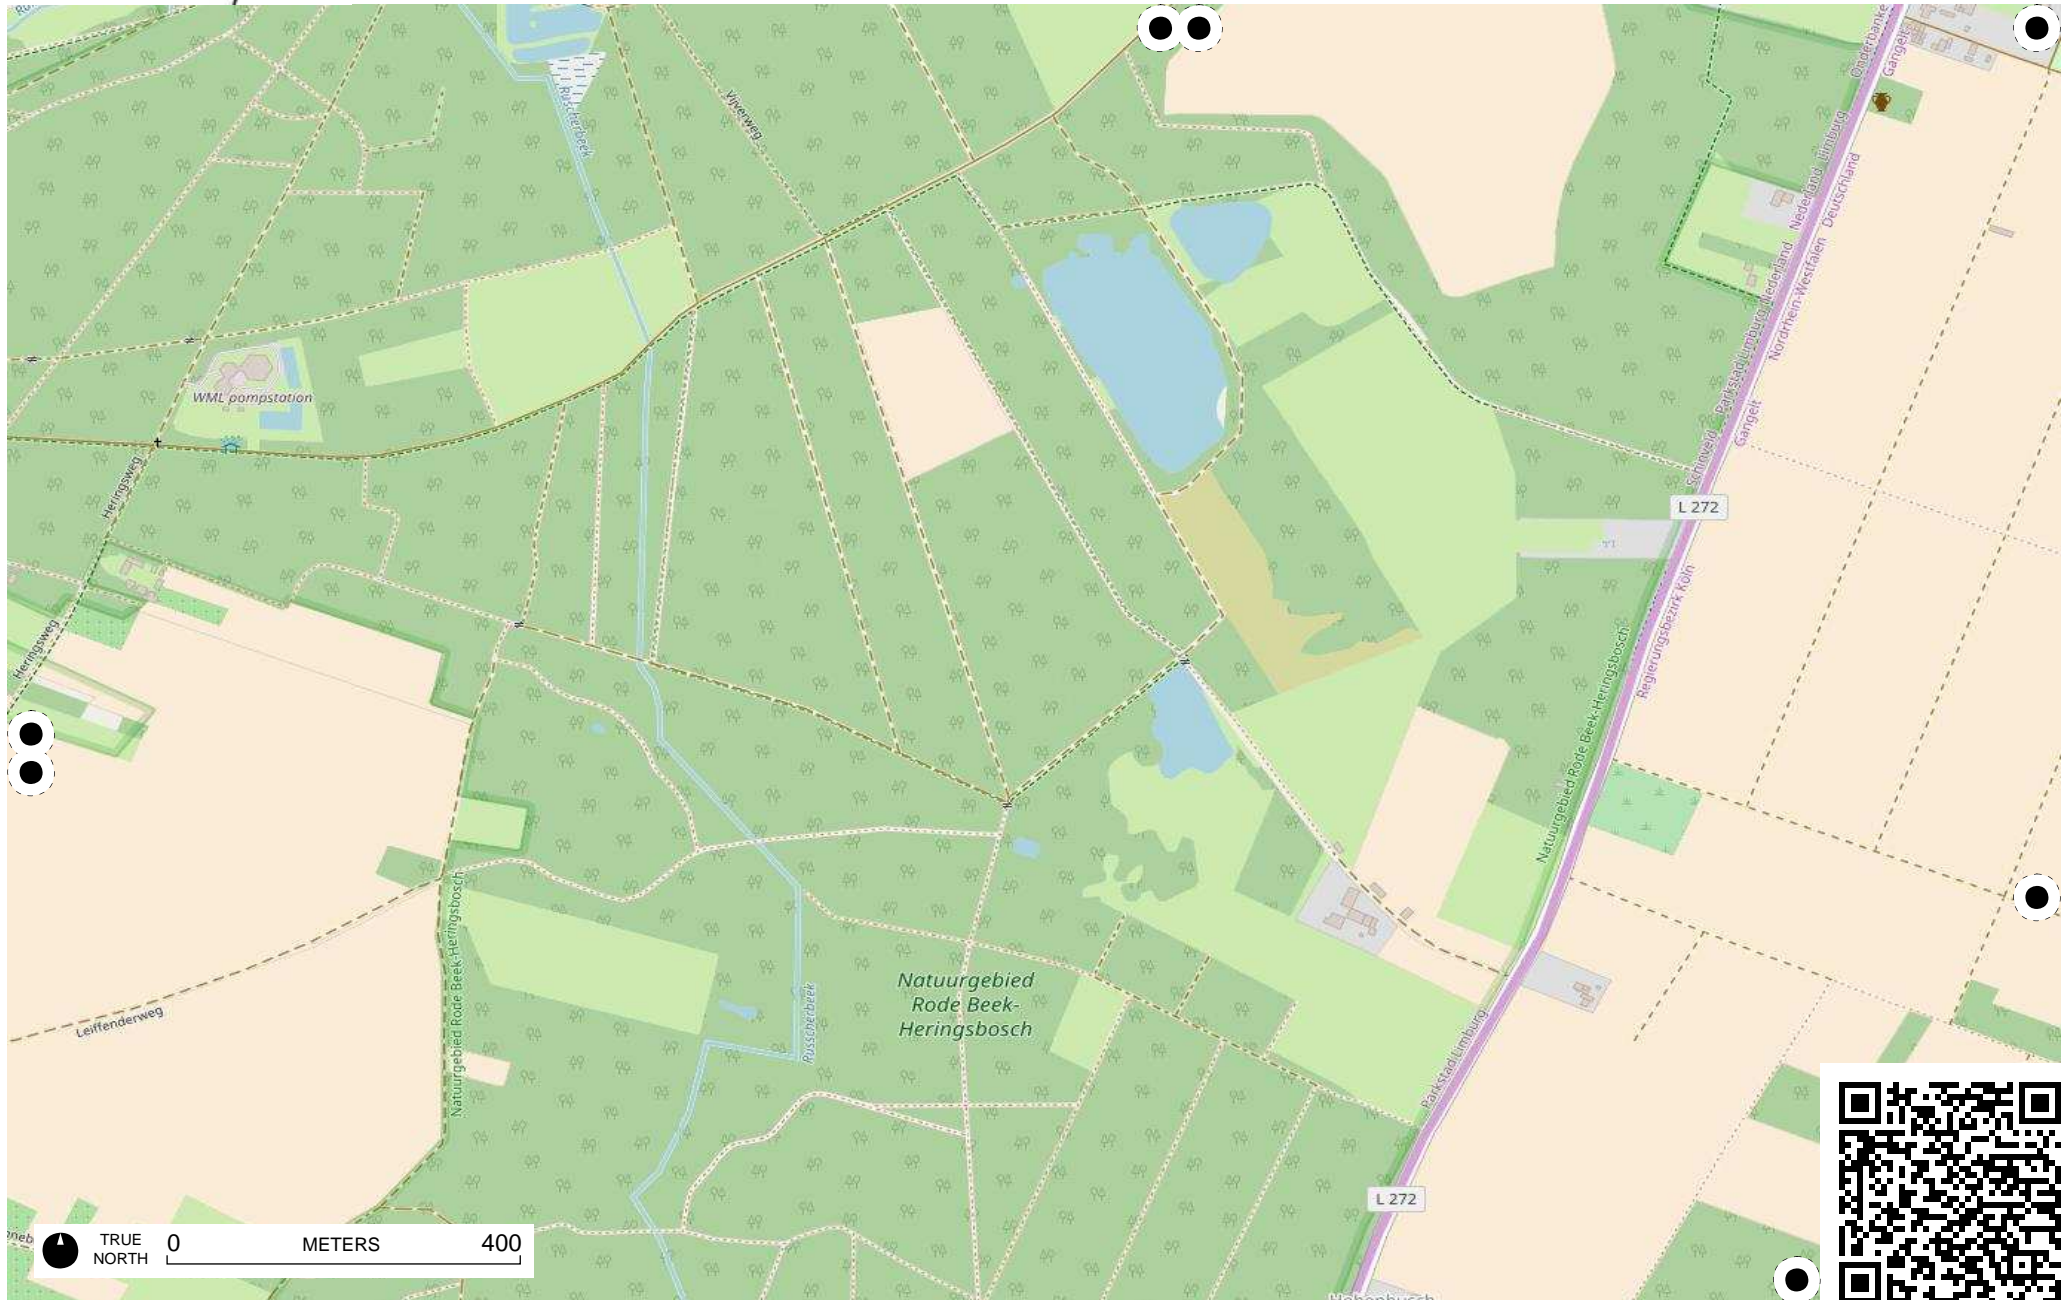 Ruscherbeek
Vijverweg
Onderbanke
Gangelt
Nederland Limburg
Deutschland
Parkstad Limburg Nederland
Nordrhein-Westfalen
WML pompstation
Schinveld
Gangelt
Heringsweg
L 272
Regierungsbezirk Köln
Heringsweg
Natuurgebied Rode Beek-Heringsbosch
Natuurgebied Rode Beek-Heringsbosch
Natuurgebied
Rode Beek-
Heringsbosch
Leiffenderweg
Russcherbeek
Parkstad Limburg
L 272
TRUE
NORTH
0 METERS 400